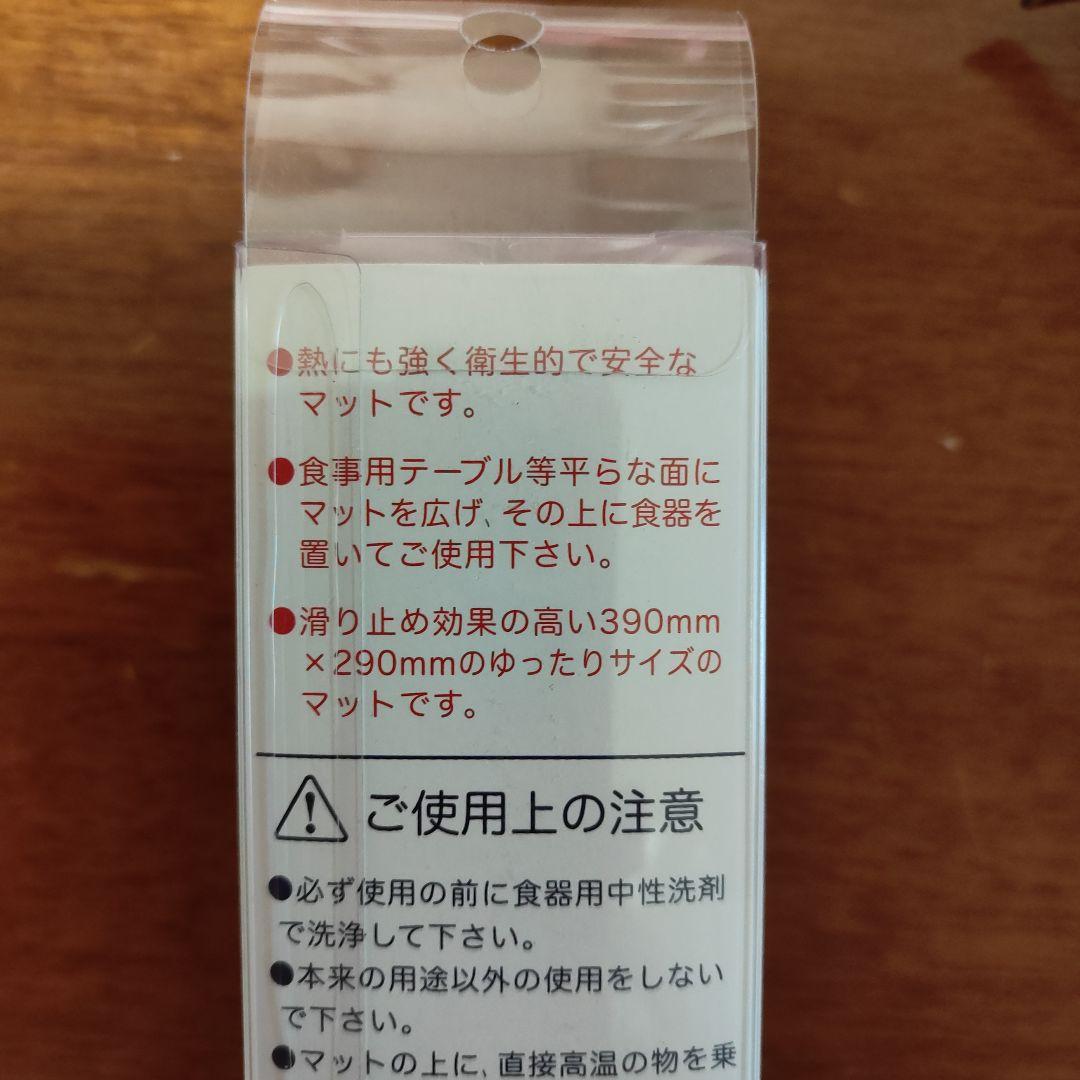 ●熱にも強く衛生的で安全な
マットです。
●食事用テーブル等平らな面に
マットを広げ、その上に食器を
置いてご使用下さい。
●滑り止め効果の高い390mm
×290mmのゆったりサイズの
マットです。
ご使用上の注意
●必ず使用の前に食器用中性洗剤
で洗浄して下さい。
●本来の用途以外の使用をしない
で下さい。
●マットの上に、直接高温の物を乗